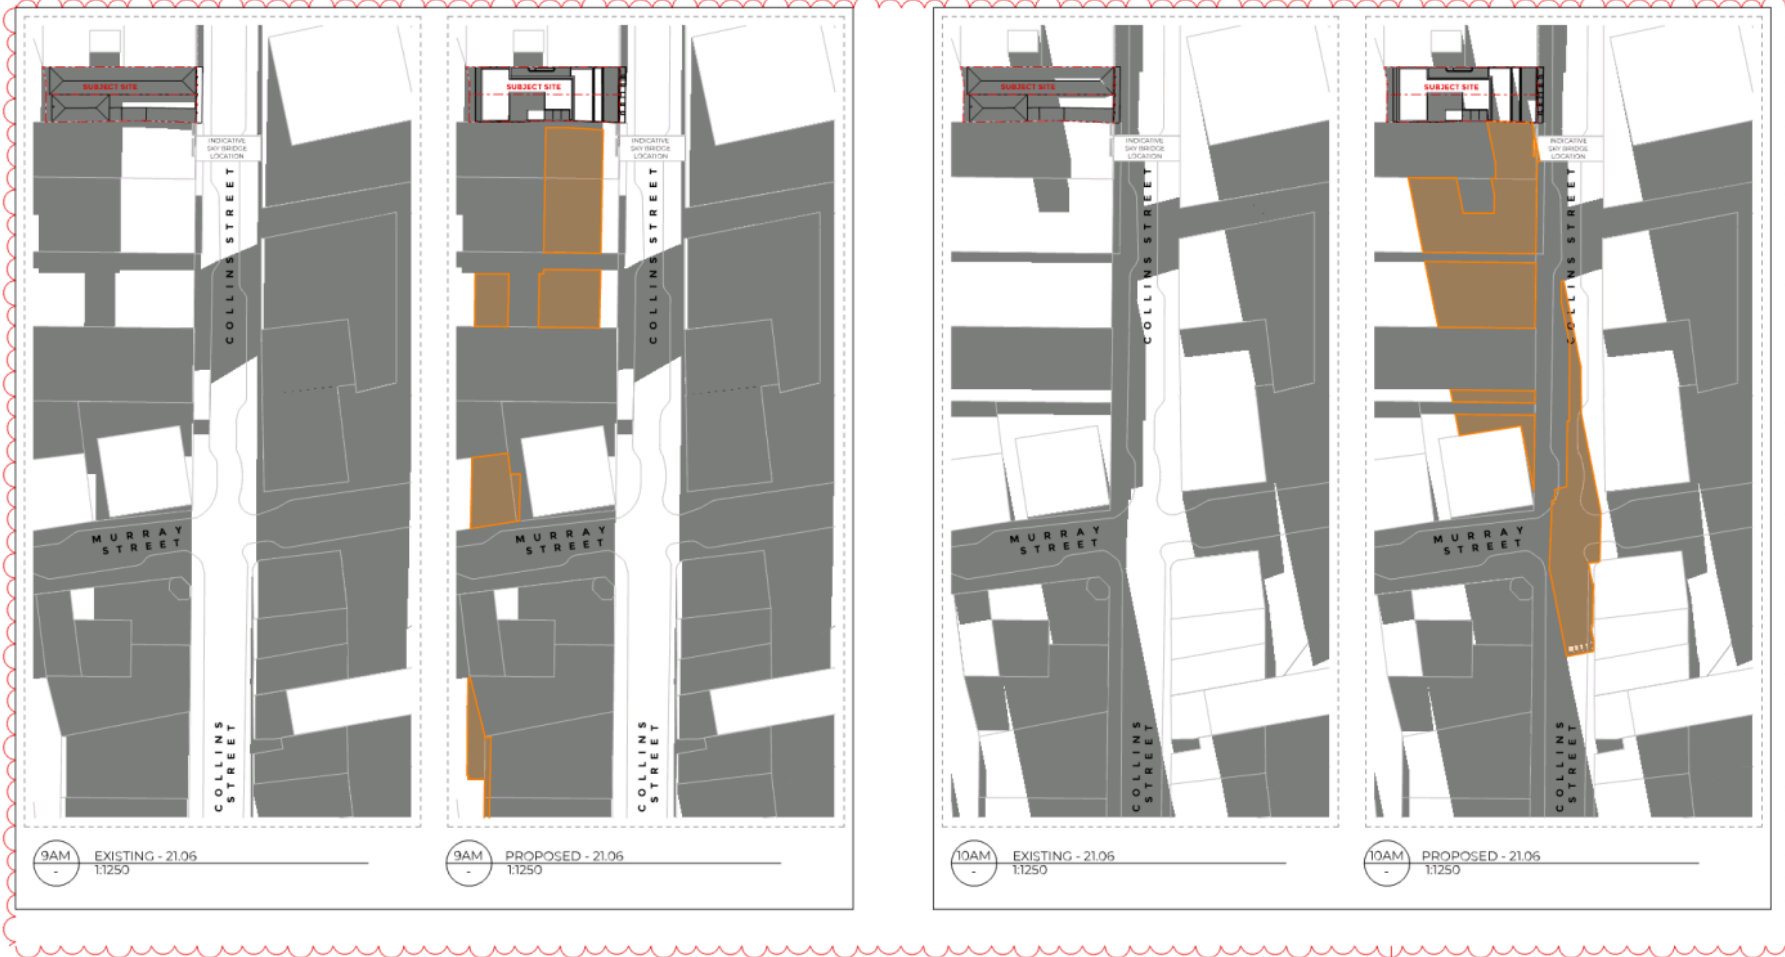 SUBJECT SITE
INDICATIVE
SKY BRIDGE
LOCATION
COLLINS STREET
MURRAY
STREET
COLLINS
STREET
9AM
-
EXISTING - 21.06
1:1250
SUBJECT SITE
INDICATIVE
SKY BRIDGE
LOCATION
COLLINS STREET
MURRAY
STREET
COLLINS
STREET
9AM
-
PROPOSED - 21.06
1:1250
SUBJECT SITE
INDICATIVE
SKY BRIDGE
LOCATION
COLLINS STREET
MURRAY
STREET
COLLINS
STREET
10AM
-
EXISTING - 21.06
1:1250
SUBJECT SITE
INDICATIVE
SKY BRIDGE
LOCATION
COLLINS STREET
MURRAY
STREET
COLLINS
STREET
10AM
-
PROPOSED - 21.06
1:1250